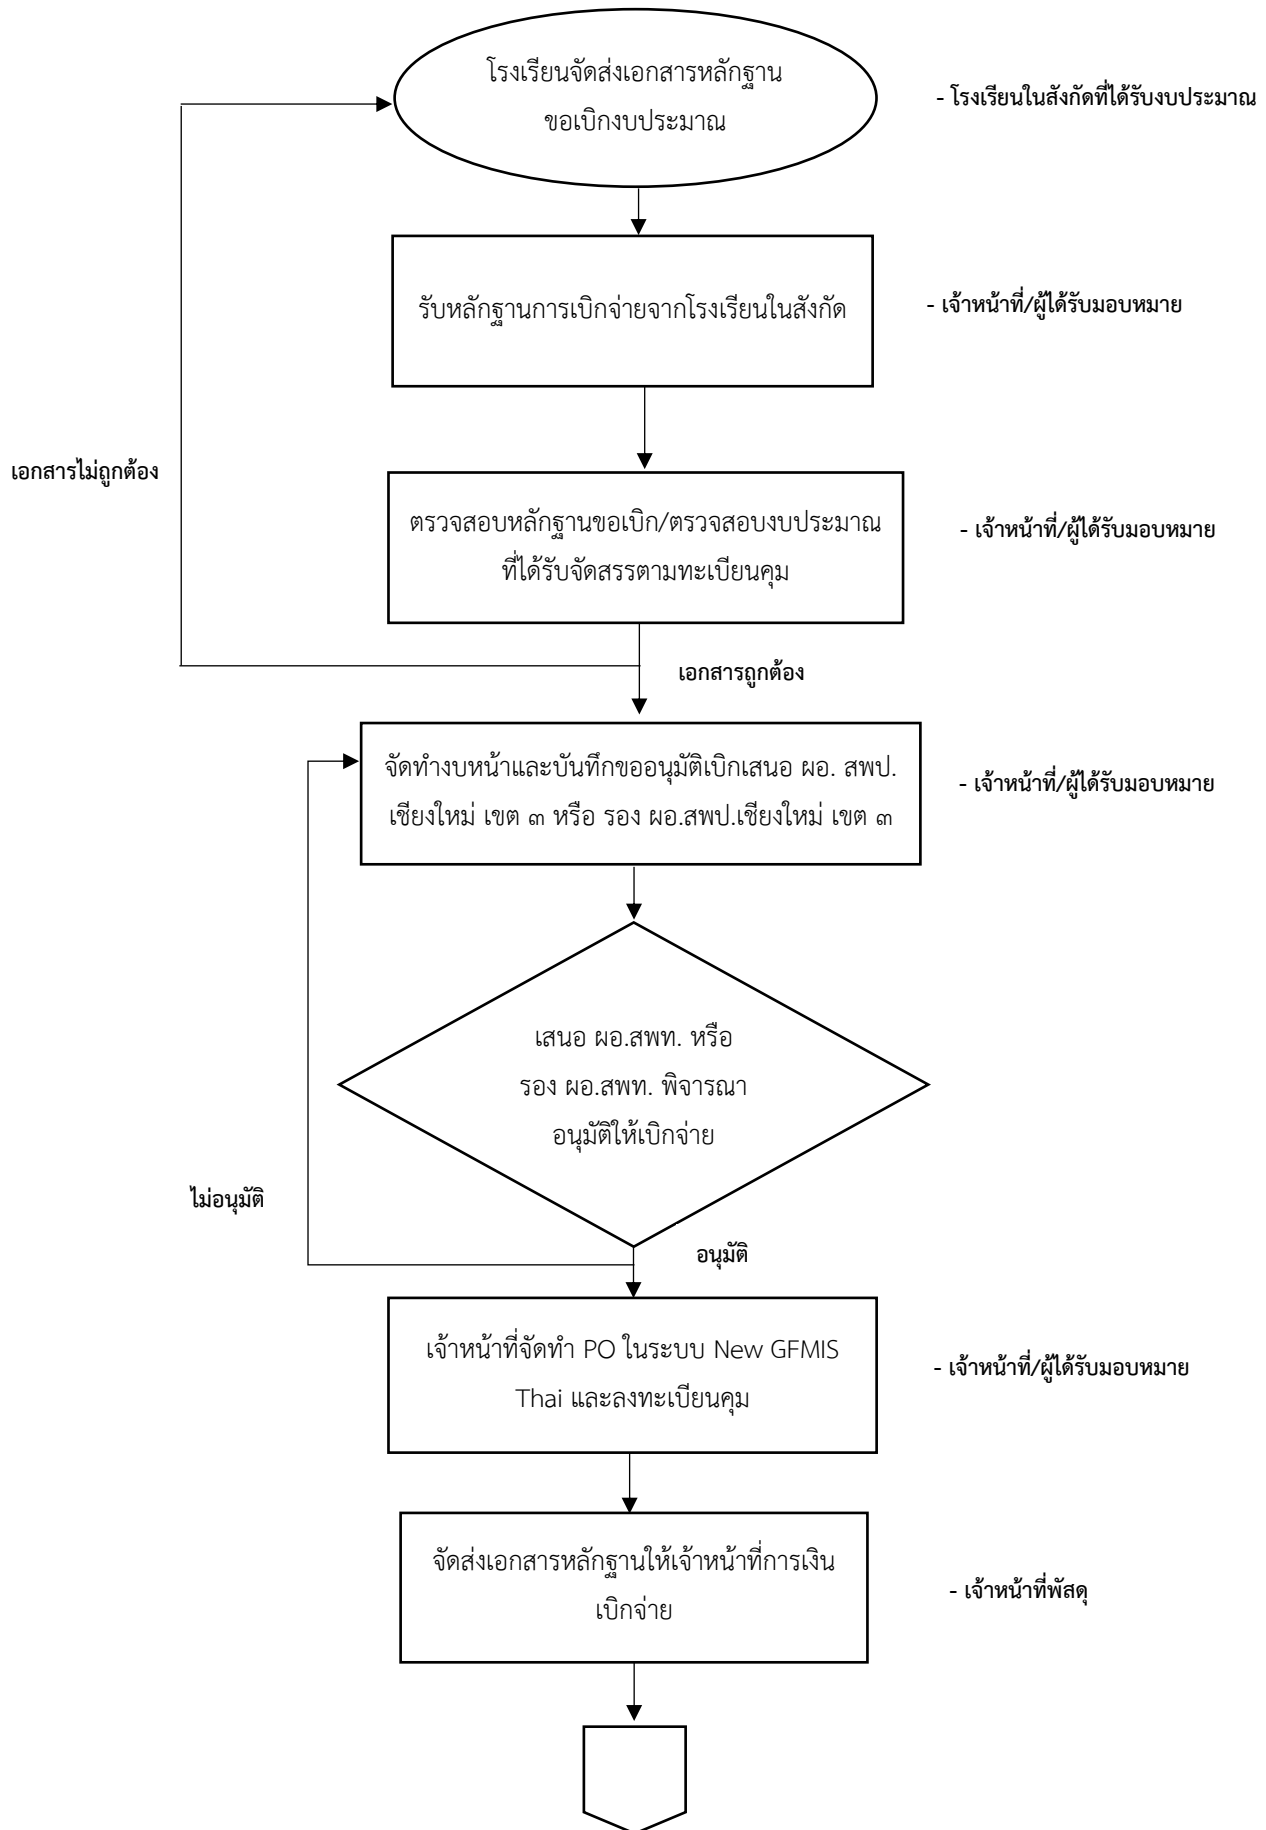 โรงเรียนจัดส่งเอกสารหลักฐาน
ขอเบิกงบประมาณ
- โรงเรียนในสังกัดที่ได้รับงบประมาณ
รับหลักฐานการเบิกจ่ายจากโรงเรียนในสังกัด
- เจ้าหน้าที่/ผู้ได้รับมอบหมาย
เอกสารไม่ถูกต้อง
ตรวจสอบหลักฐานขอเบิก/ตรวจสอบงบประมาณ
ที่ได้รับจัดสรรตามทะเบียนคุม
- เจ้าหน้าที่/ผู้ได้รับมอบหมาย
เอกสารถูกต้อง
จัดทำงบหน้าและบันทึกขออนุมัติเบิกเสนอ ผอ. สพป.
เชียงใหม่ เขต ๓ หรือ รอง ผอ.สพป.เชียงใหม่ เขต ๓
- เจ้าหน้าที่/ผู้ได้รับมอบหมาย
เสนอ ผอ.สพท. หรือ
รอง ผอ.สพท. พิจารณา
อนุมัติให้เบิกจ่าย
ไม่อนุมัติ
อนุมัติ
เจ้าหน้าที่จัดทำ PO ในระบบ New GFMIS
Thai และลงทะเบียนคุม
- เจ้าหน้าที่/ผู้ได้รับมอบหมาย
จัดส่งเอกสารหลักฐานให้เจ้าหน้าที่การเงิน
เบิกจ่าย
- เจ้าหน้าที่พัสดุ